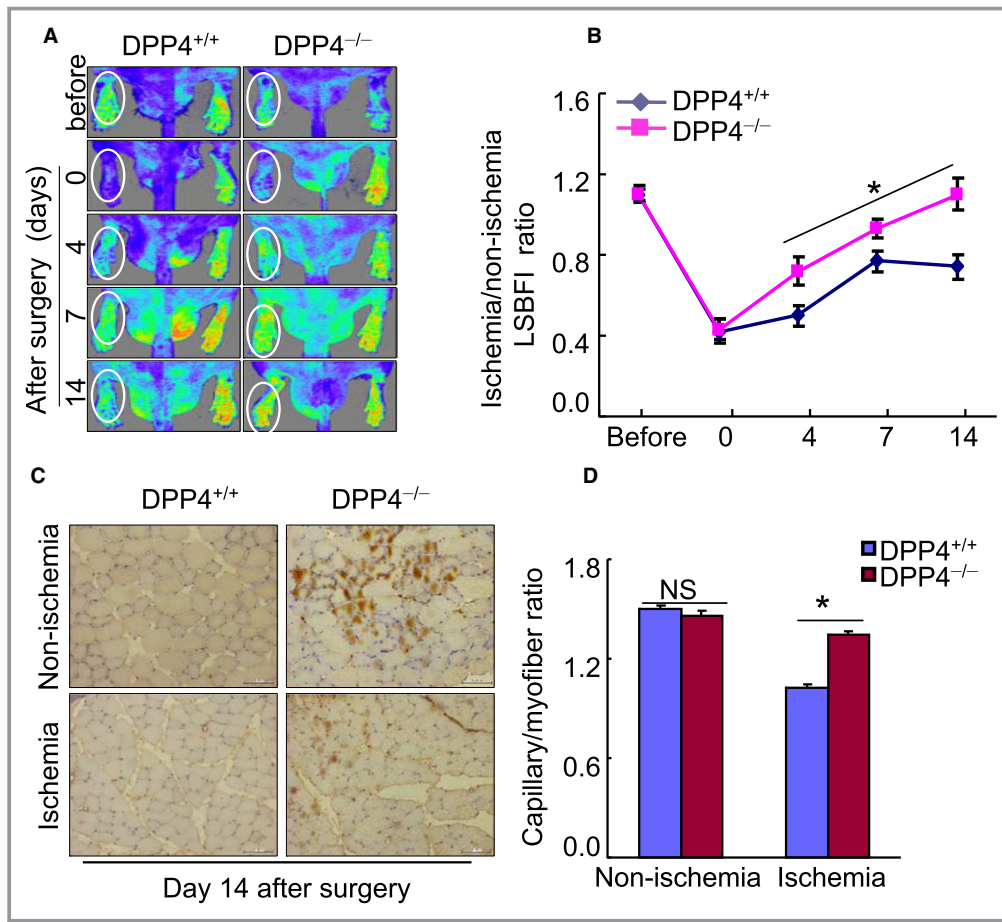 A
DPP4+/+
DPP4−/−
before
After surgery (days)
0
4
7
14
B
DPP4+/+
DPP4−/−
*
Ischemia/non-ischemia
LSBFI ratio
1.6
1.2
0.8
0.4
0.0
Before
0
4
7
14
C
DPP4+/+
DPP4−/−
Non-ischemia
Ischemia
Day 14 after surgery
D
DPP4+/+
DPP4−/−
NS
*
Capillary/myofiber ratio
1.8
1.2
0.6
0.0
Non-ischemia
Ischemia